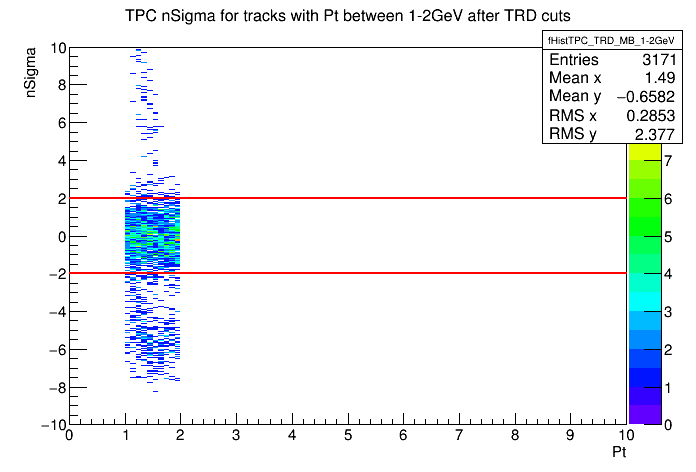 TPC nSigma for tracks with Pt between 1-2GeV after TRD cuts
fHistTPC_TRD_MB_1-2GeV
Entries 3171
Mean x 1.49
Mean y −0.6582
RMS x 0.2853
RMS y 2.377
nSigma
10
8
6
4
2
0
−2
−4
−6
−8
−10
0 1 2 3 4 5 6 7 8 9 10
Pt
7
6
5
4
3
2
1
0